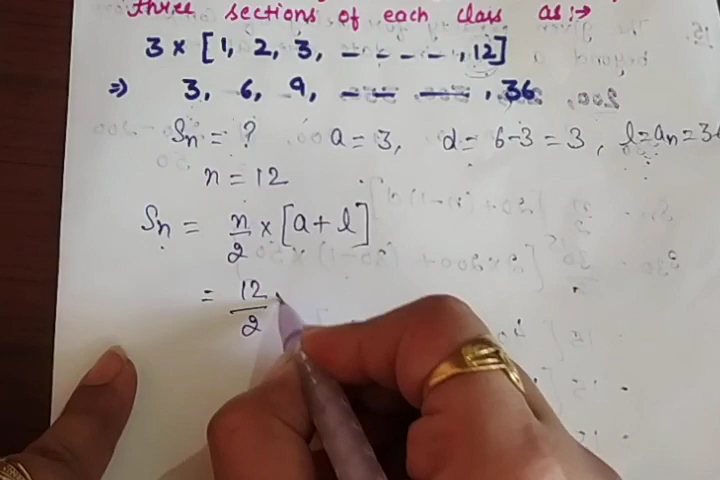 three sections of each class as :→
3 × [1, 2, 3, – – – – , 12]
⇒ 3, 6, 9, – – – , 36
Sn = ? a = 3, d = 6-3 = 3, l = an = 36
n = 12
Sn = n/2 × [a + l]
= 12/2